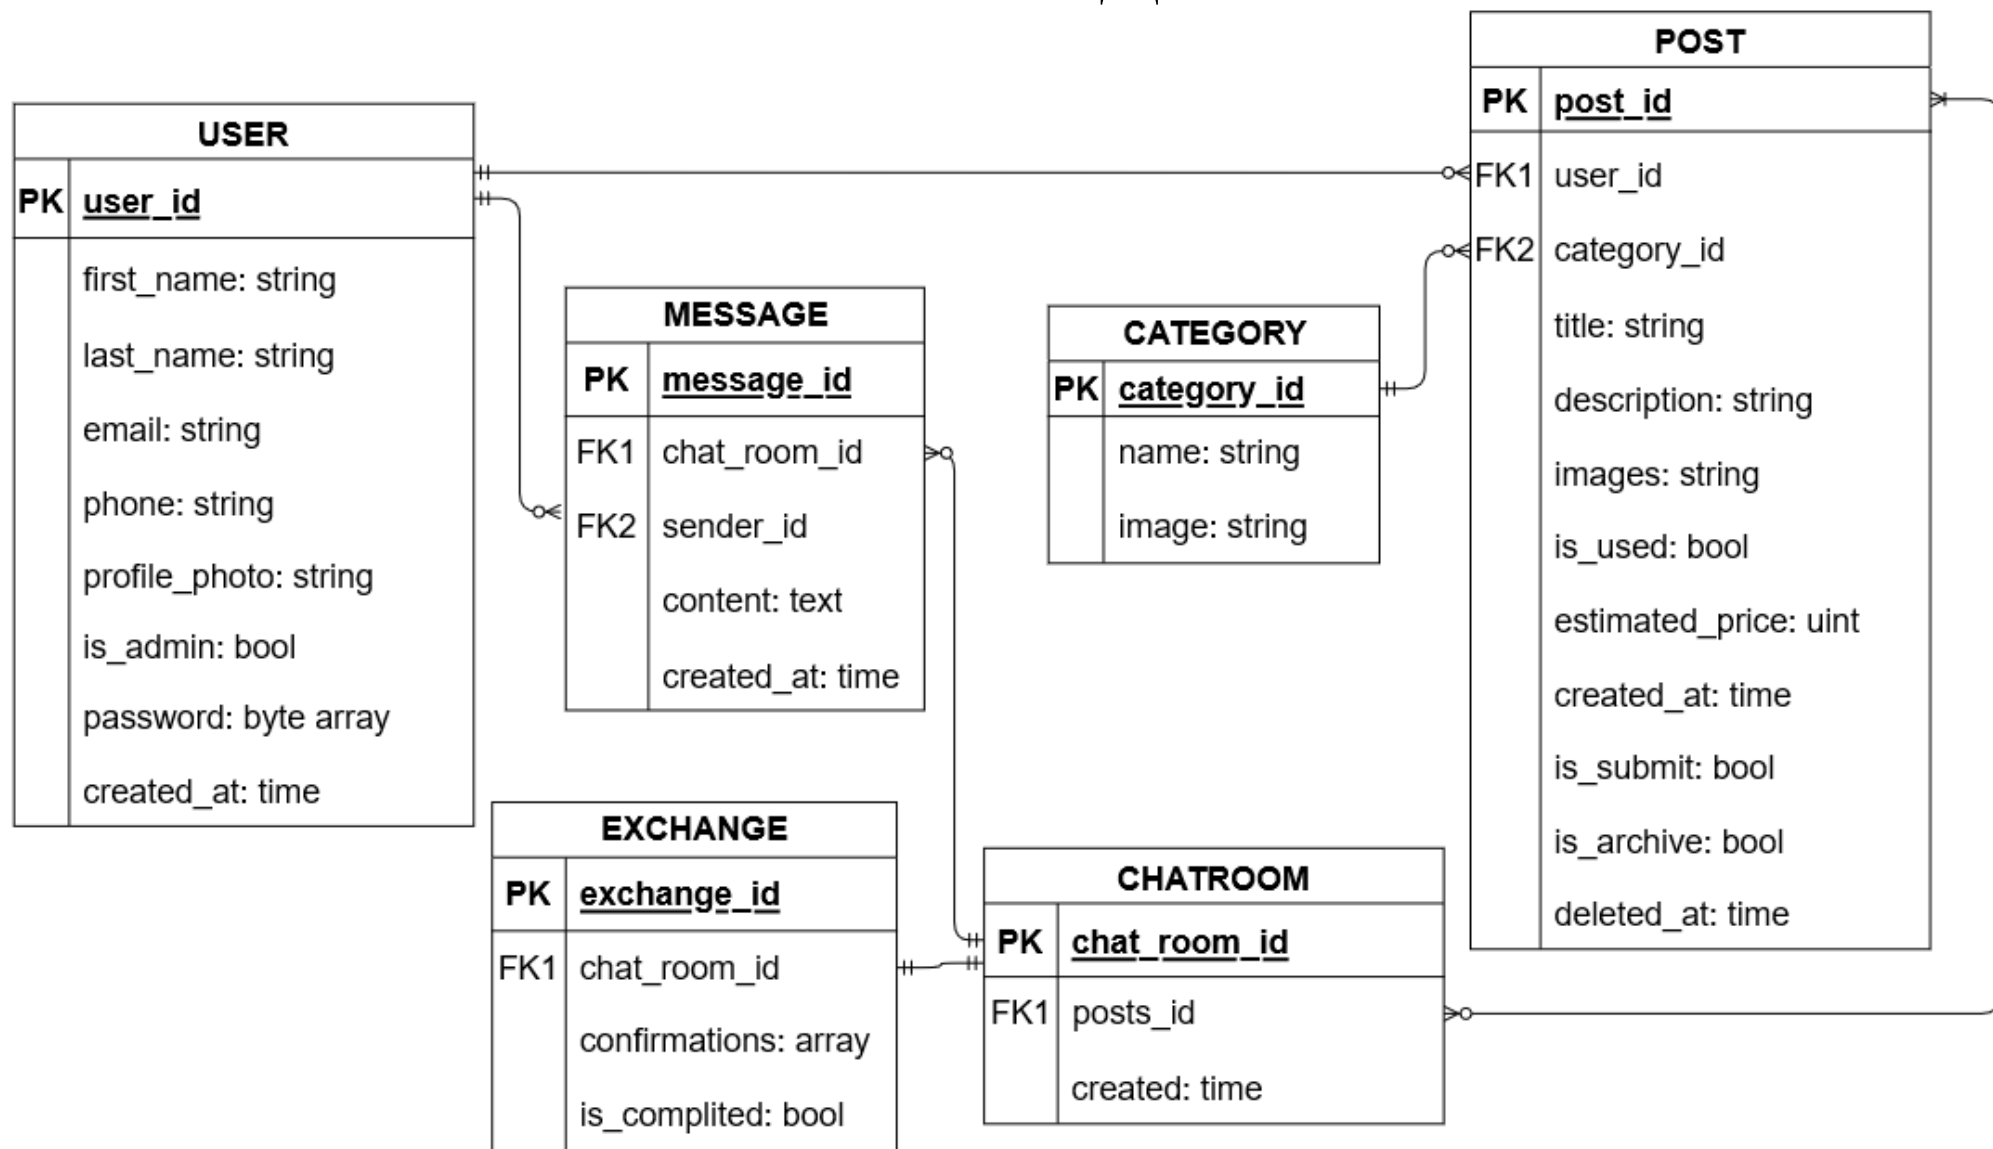 USER
PK user_id
first_name: string
last_name: string
email: string
phone: string
profile_photo: string
is_admin: bool
password: byte array
created_at: time
MESSAGE
PK message_id
FK1 chat_room_id
FK2 sender_id
content: text
created_at: time
CATEGORY
PK category_id
name: string
image: string
POST
PK post_id
FK1 user_id
FK2 category_id
title: string
description: string
images: string
is_used: bool
estimated_price: uint
created_at: time
is_submit: bool
is_archive: bool
deleted_at: time
EXCHANGE
PK exchange_id
FK1 chat_room_id
confirmations: array
is_complited: bool
CHATROOM
PK chat_room_id
FK1 posts_id
created: time